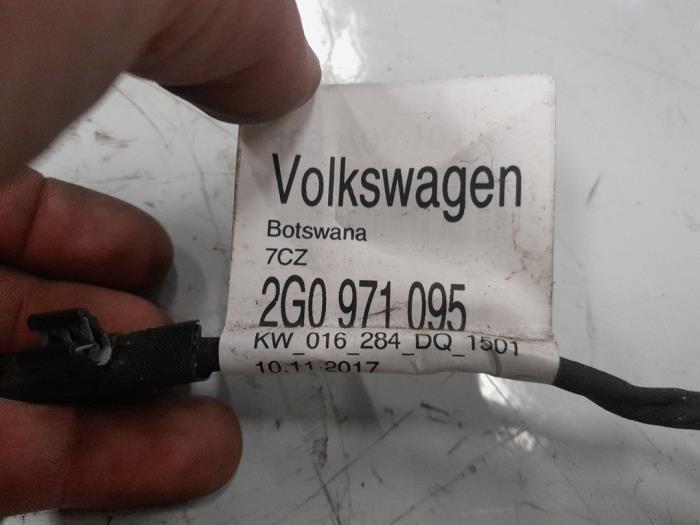 Volkswagen
Botswana
7CZ
2G0 971 095
KW_016_284_DQ_1501
10.11.2017